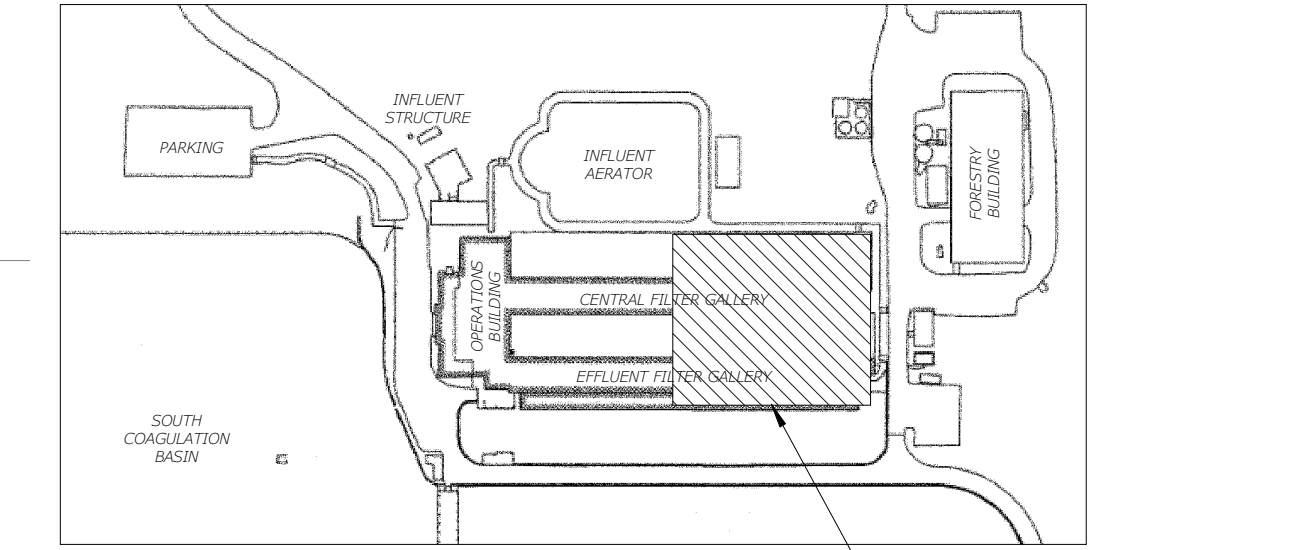 INFLUENT
STRUCTURE
PARKING
INFLUENT
AERATOR
FORESTRY
BUILDING
OPERATIONS
BUILDING
CENTRAL FILTER GALLERY
EFFLUENT FILTER GALLERY
SOUTH
COAGULATION
BASIN